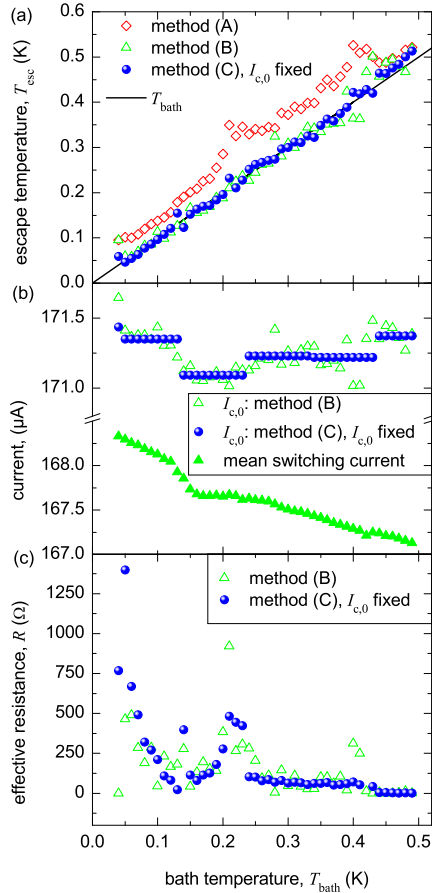 (a)
0.6
0.5
0.4
0.3
0.2
0.1
0.0
escape temperature, T_esc (K)
method (A)
method (B)
method (C), I_c,0 fixed
T_bath
(b)
171.5
171.0
168.0
167.5
167.0
current, (μA)
I_c,0: method (B)
I_c,0: method (C), I_c,0 fixed
mean switching current
(c)
1250
1000
750
500
250
0
effective resistance, R (Ω)
method (B)
method (C), I_c,0 fixed
0.0 0.1 0.2 0.3 0.4 0.5
bath temperature, T_bath (K)